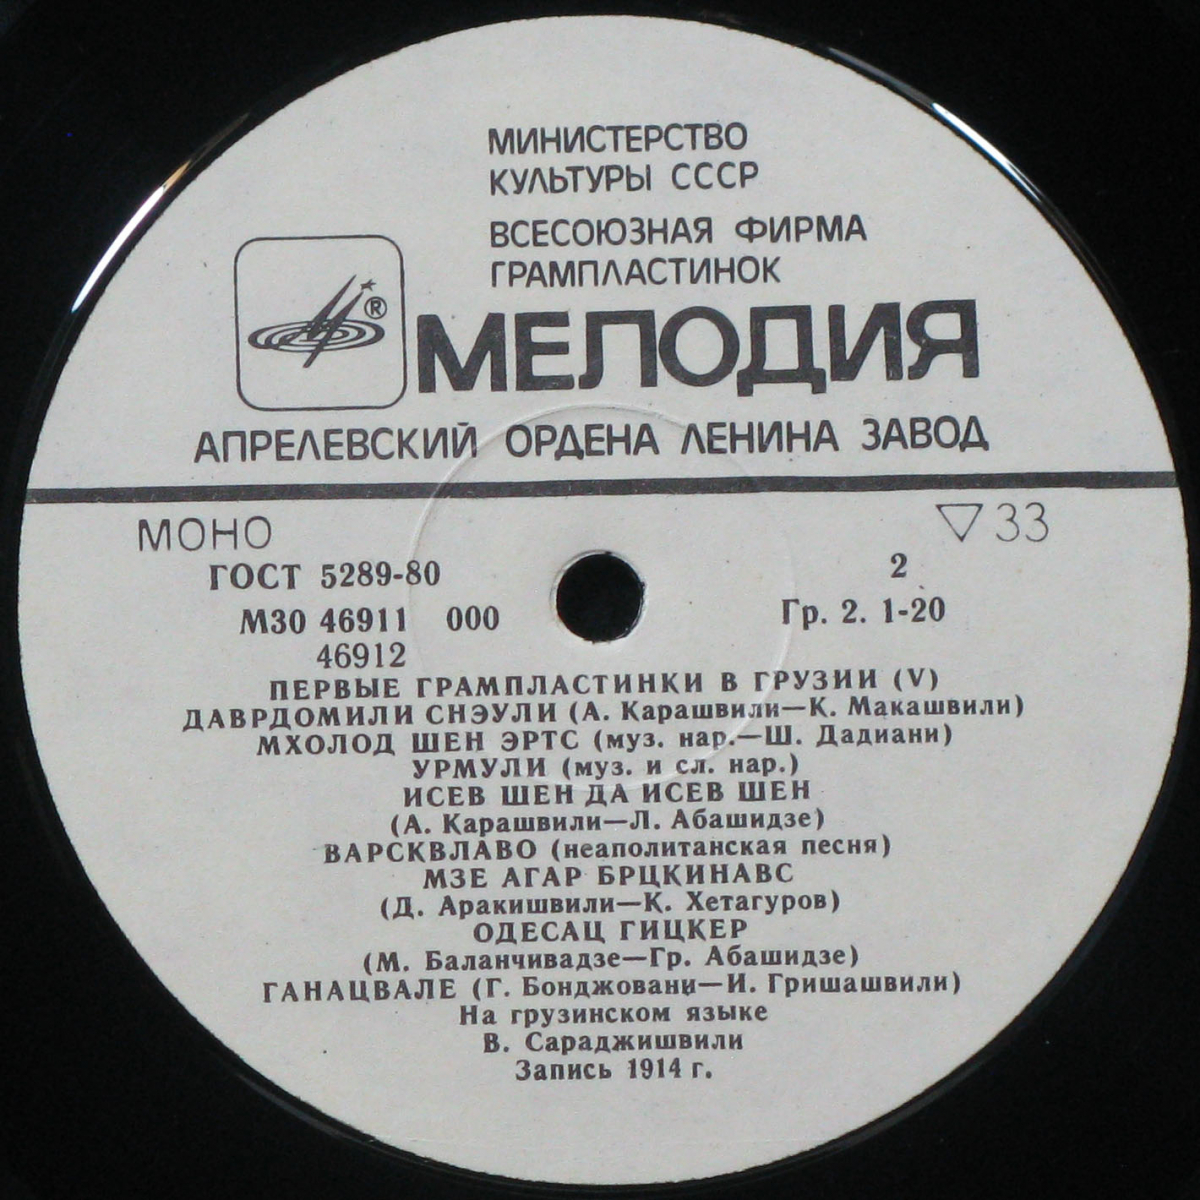 МИНИСТЕРСТВО
КУЛЬТУРЫ СССР
ВСЕСОЮЗНАЯ ФИРМА
ГРАМПЛАСТИНОК
®
МЕЛОДИЯ
АПРЕЛЕВСКИЙ ОРДЕНА ЛЕНИНА ЗАВОД
МОНО ▽33
ГОСТ 5289-80 2
М30 46911 000 Гр. 2. 1-20
46912
ПЕРВЫЕ ГРАМПЛАСТИНКИ В ГРУЗИИ (V)
ДАВРДОМИЛИ СНЭУЛИ (А. Карашвили—К. Макашвили)
МХОЛОД ШЕН ЭРТС (муз. нар.—Ш. Дадиани)
УРМУЛИ (муз. и сл. нар.)
ИСЕВ ШЕН ДА ИСЕВ ШЕН
(А. Карашвили—Л. Абашидзе)
ВАРСКВЛАВО (неаполитанская песня)
МЗЕ АГАР БРЦКИНАВС
(Д. Аракишвили—К. Хетагуров)
ОДЕСАЦ ГИЦКЕР
(М. Баланчивадзе—Гр. Абашидзе)
ГАНАЦВАЛЕ (Г. Бонджовани—И. Гришашвили)
На грузинском языке
В. Сараджишвили
Запись 1914 г.